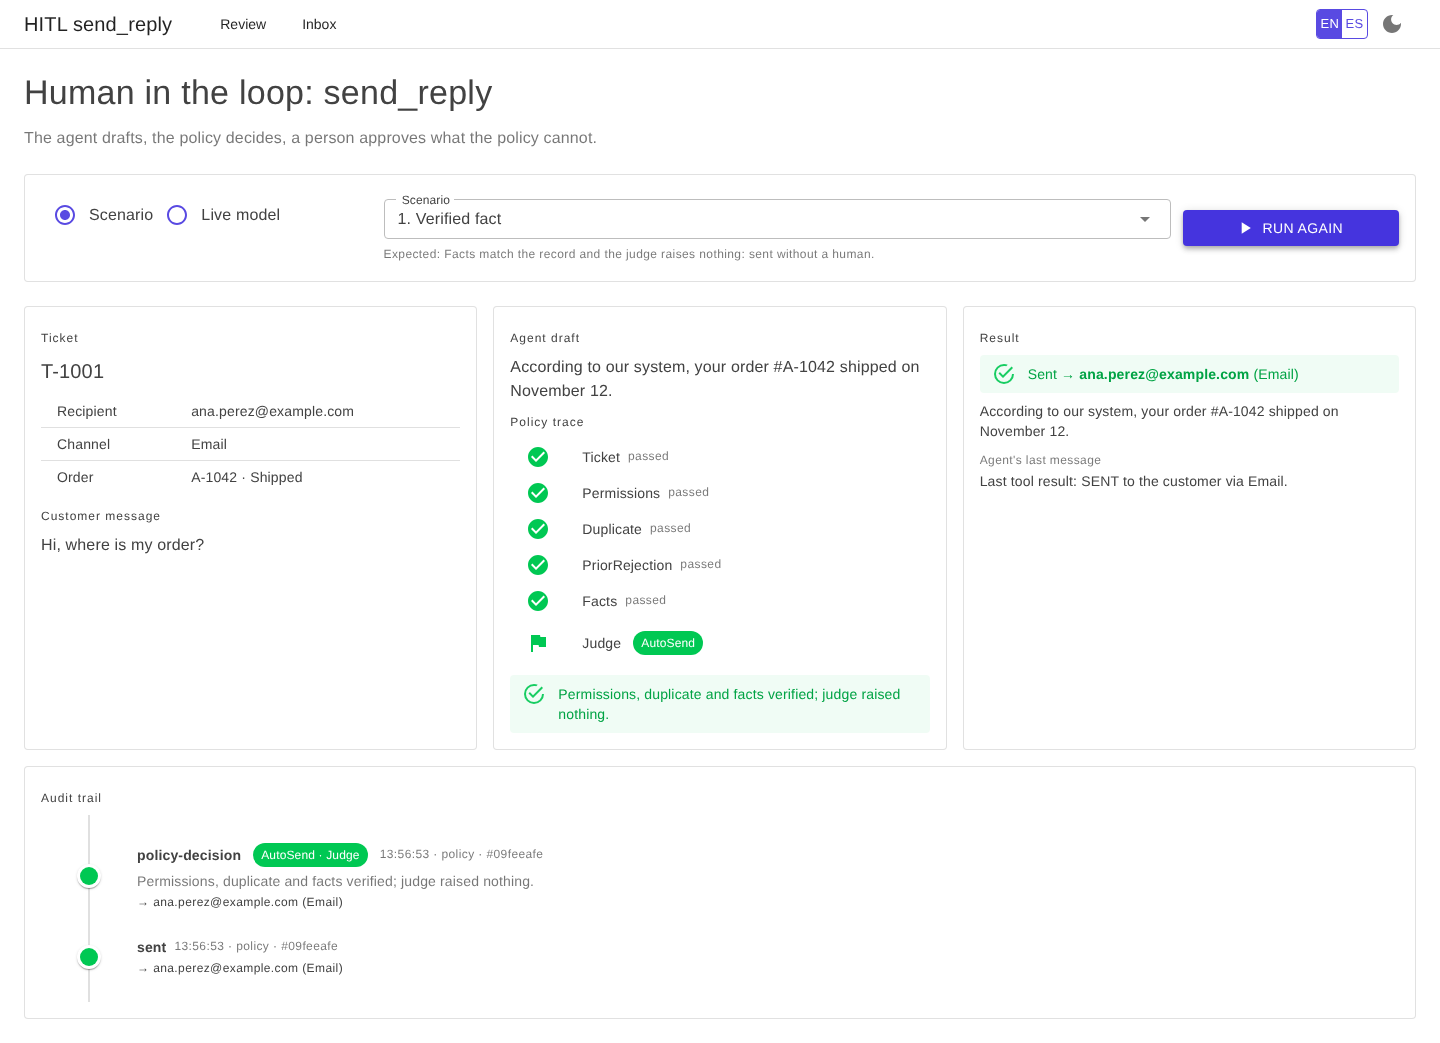 HITL send_reply
Review
Inbox
EN
ES
Human in the loop: send_reply
The agent drafts, the policy decides, a person approves what the policy cannot.
Scenario
Live model
Scenario
1. Verified fact
Expected: Facts match the record and the judge raises nothing: sent without a human.
RUN AGAIN
Ticket
T-1001
Recipient ana.perez@example.com
Channel Email
Order A-1042 · Shipped
Customer message
Hi, where is my order?
Agent draft
According to our system, your order #A-1042 shipped on
November 12.
Policy trace
Ticket passed
Permissions passed
Duplicate passed
PriorRejection passed
Facts passed
Judge AutoSend
Permissions, duplicate and facts verified; judge raised
nothing.
Result
Sent → ana.perez@example.com (Email)
According to our system, your order #A-1042 shipped on
November 12.
Agent's last message
Last tool result: SENT to the customer via Email.
Audit trail
policy-decision AutoSend · Judge 13:56:53 · policy · #09feeafe
Permissions, duplicate and facts verified; judge raised nothing.
→ ana.perez@example.com (Email)
sent 13:56:53 · policy · #09feeafe
→ ana.perez@example.com (Email)